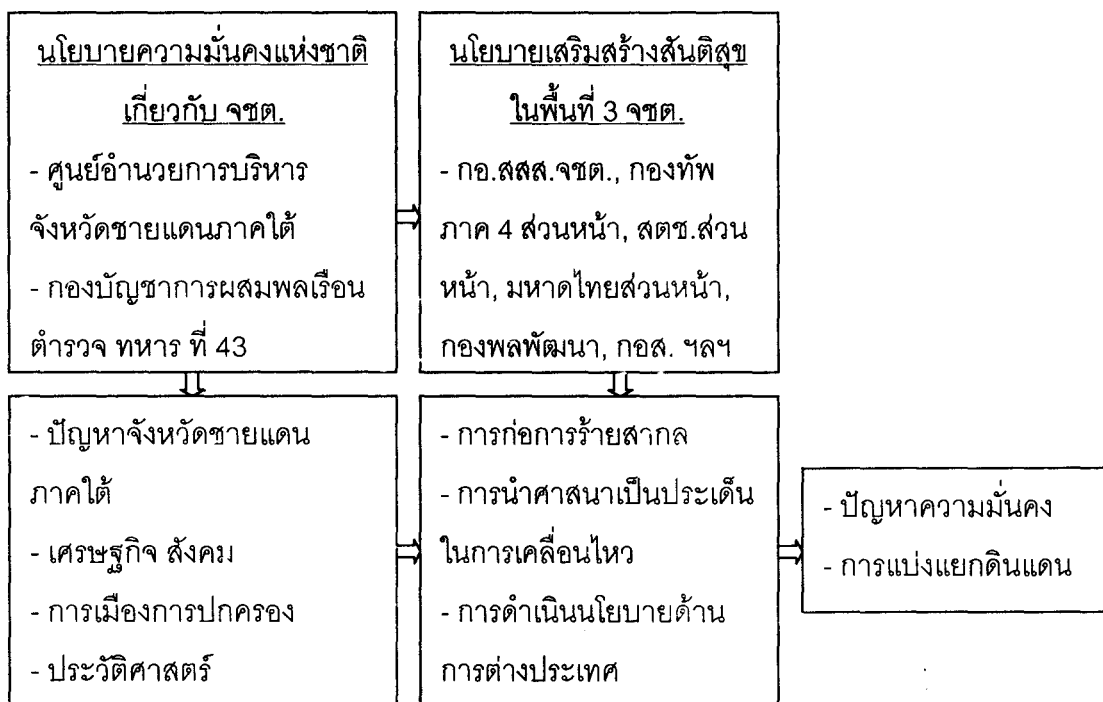 นโยบายความมั่นคงแห่งชาติ
เกี่ยวกับ จชต.
- ศูนย์อำนวยการบริหาร
จังหวัดชายแดนภาคใต้
- กองบัญชาการผสมพลเรือน
ตำรวจ ทหาร ที่ 43
นโยบายเสริมสร้างสันติสุข
ในพื้นที่ 3 จชต.
- กอ.สสส.จชต., กองทัพ
ภาค 4 ส่วนหน้า, สตช.ส่วน
หน้า, มหาดไทยส่วนหน้า,
กองพลพัฒนา, กอส. ฯลฯ
- ปัญหาจังหวัดชายแดน
ภาคใต้
- เศรษฐกิจ สังคม
- การเมืองการปกครอง
- ประวัติศาสตร์
- การก่อการร้ายสากล
- การนำศาสนาเป็นประเด็น
ในการเคลื่อนไหว
- การดำเนินนโยบายด้าน
การต่างประเทศ
- ปัญหาความมั่นคง
- การแบ่งแยกดินแดน